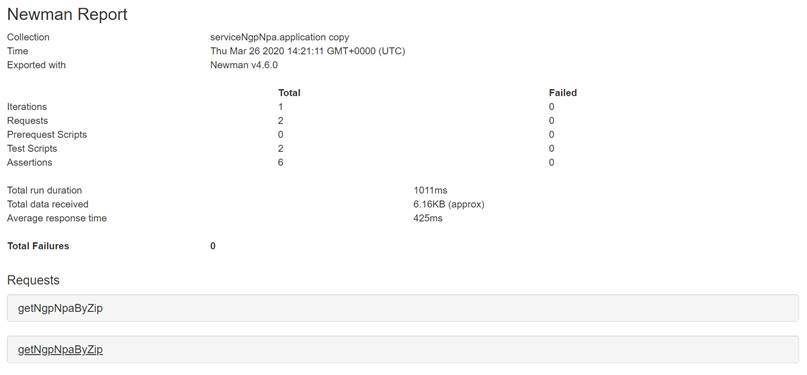 Newman Report
Collection serviceNgpNpa.application copy
Time Thu Mar 26 2020 14:21:11 GMT+0000 (UTC)
Exported with Newman v4.6.0
Total Failed
Iterations 1 0
Requests 2 0
Prerequest Scripts 0 0
Test Scripts 2 0
Assertions 6 0
Total run duration 1011ms
Total data received 6.16KB (approx)
Average response time 425ms
Total Failures 0
Requests
getNgpNpaByZip
getNgpNpaByZip